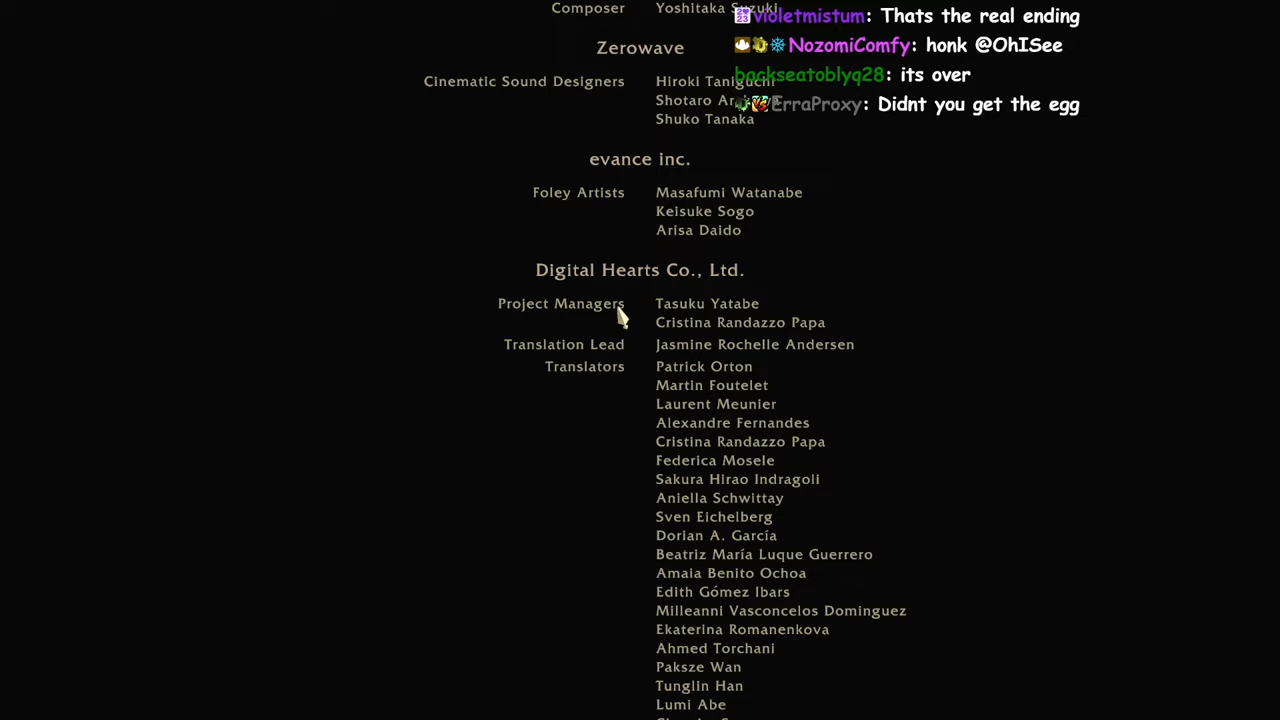 Composer Yoshitaka Suzuki
violetmistum: Thats the real ending
Zerowave
NozomiComfy: honk @OhISee
backseatoblyq28: its over
Cinematic Sound Designers Hiroki Taniguchi
Shotaro
ErraProxy: Didnt you get the egg
Shuko Tanaka
evance inc.
Foley Artists Masafumi Watanabe
Keisuke Sogo
Arisa Daido
Digital Hearts Co., Ltd.
Project Managers Tasuku Yatabe
Cristina Randazzo Papa
Translation Lead Jasmine Rochelle Andersen
Translators Patrick Orton
Martin Foutelet
Laurent Meunier
Alexandre Fernandes
Cristina Randazzo Papa
Federica Mosele
Sakura Hirao Indragoli
Aniella Schwittay
Sven Eichelberg
Dorian A. García
Beatriz María Luque Guerrero
Amaia Benito Ochoa
Edith Gómez Ibars
Milleanni Vasconcelos Dominguez
Ekaterina Romanenkova
Ahmed Torchani
Paksze Wan
Tunglin Han
Lumi Abe